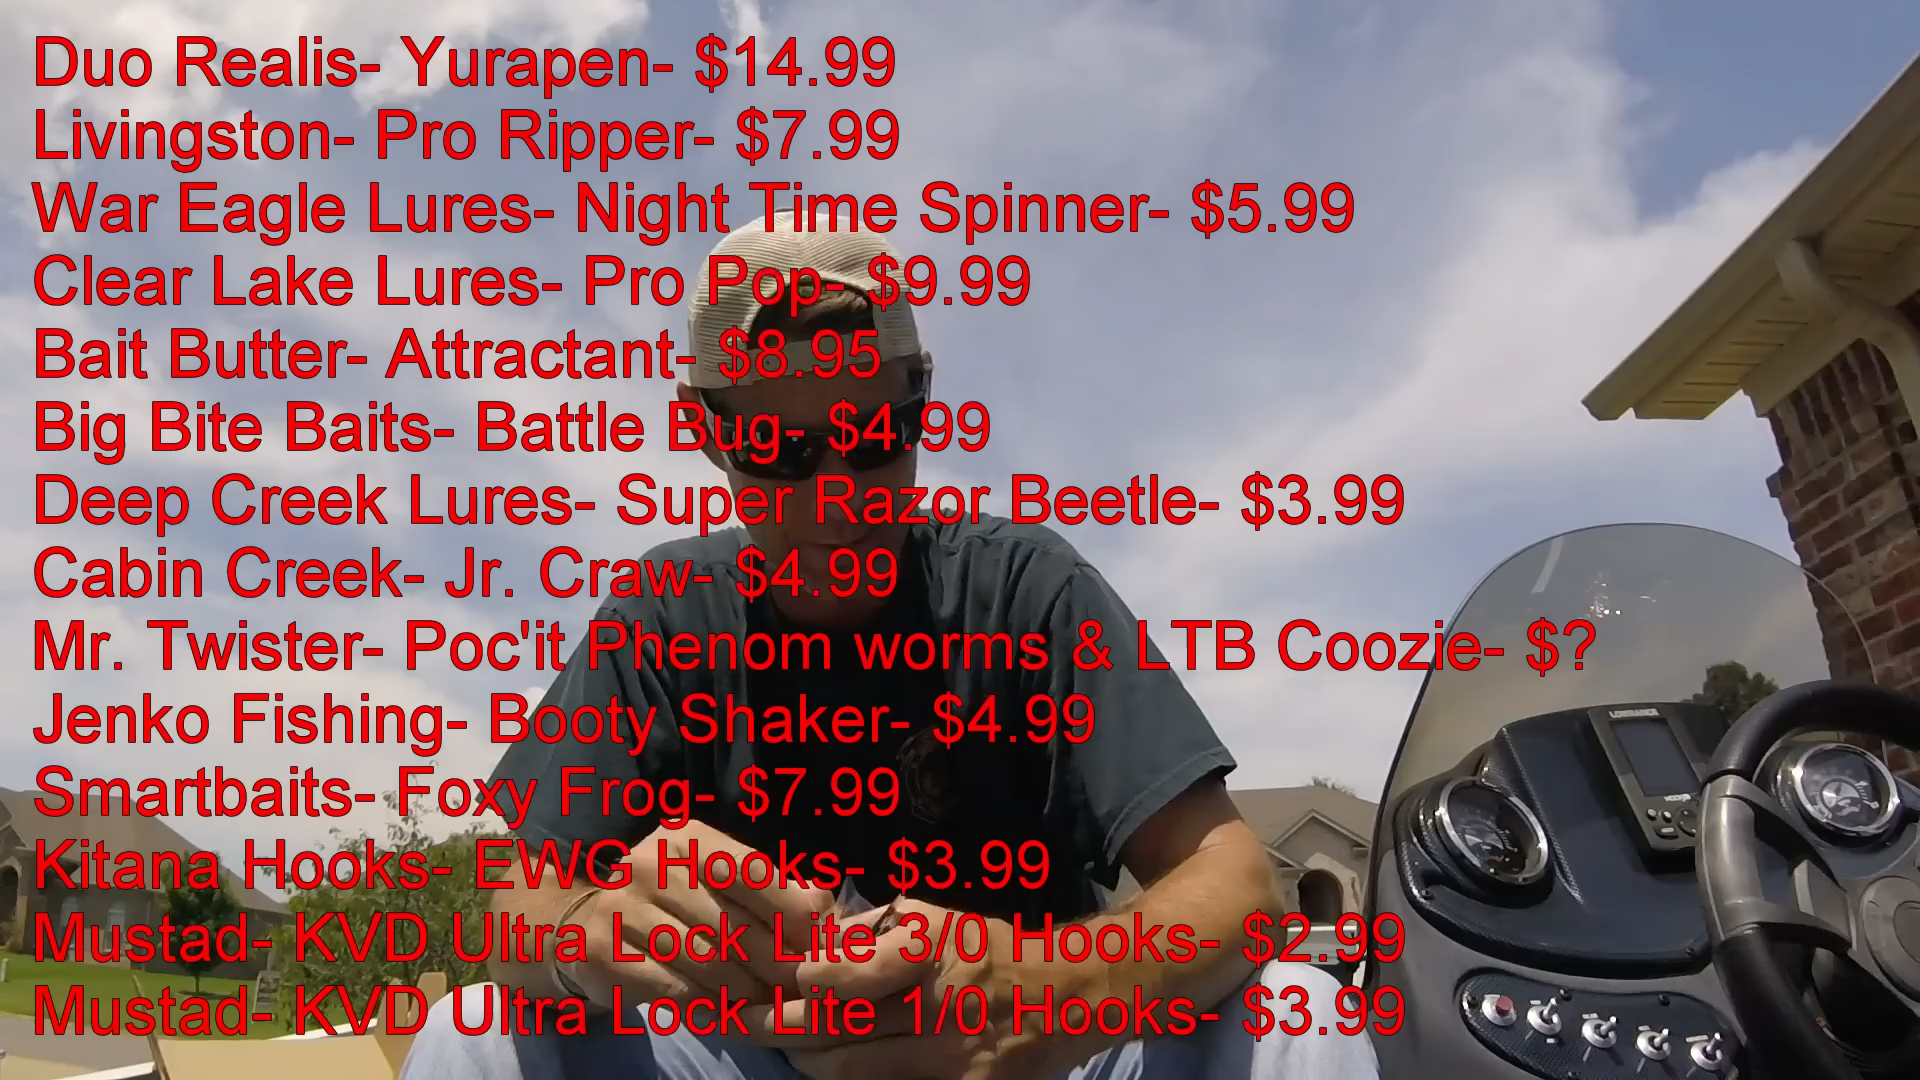 Duo Realis- Yurapen- $14.99
Livingston- Pro Ripper- $7.99
War Eagle Lures- Night Time Spinner- $5.99
Clear Lake Lures- Pro Pop- $9.99
Bait Butter- Attractant- $8.95
Big Bite Baits- Battle Bug- $4.99
Deep Creek Lures- Super Razor Beetle- $3.99
Cabin Creek- Jr. Craw- $4.99
Mr. Twister- Poc'it Phenom worms & LTB Coozie- $?
Jenko Fishing- Booty Shaker- $4.99
Smartbaits- Foxy Frog- $7.99
Kitana Hooks- EWG Hooks- $3.99
Mustad- KVD Ultra Lock Lite 3/0 Hooks- $2.99
Mustad- KVD Ultra Lock Lite 1/0 Hooks- $3.99
LOWRANCE